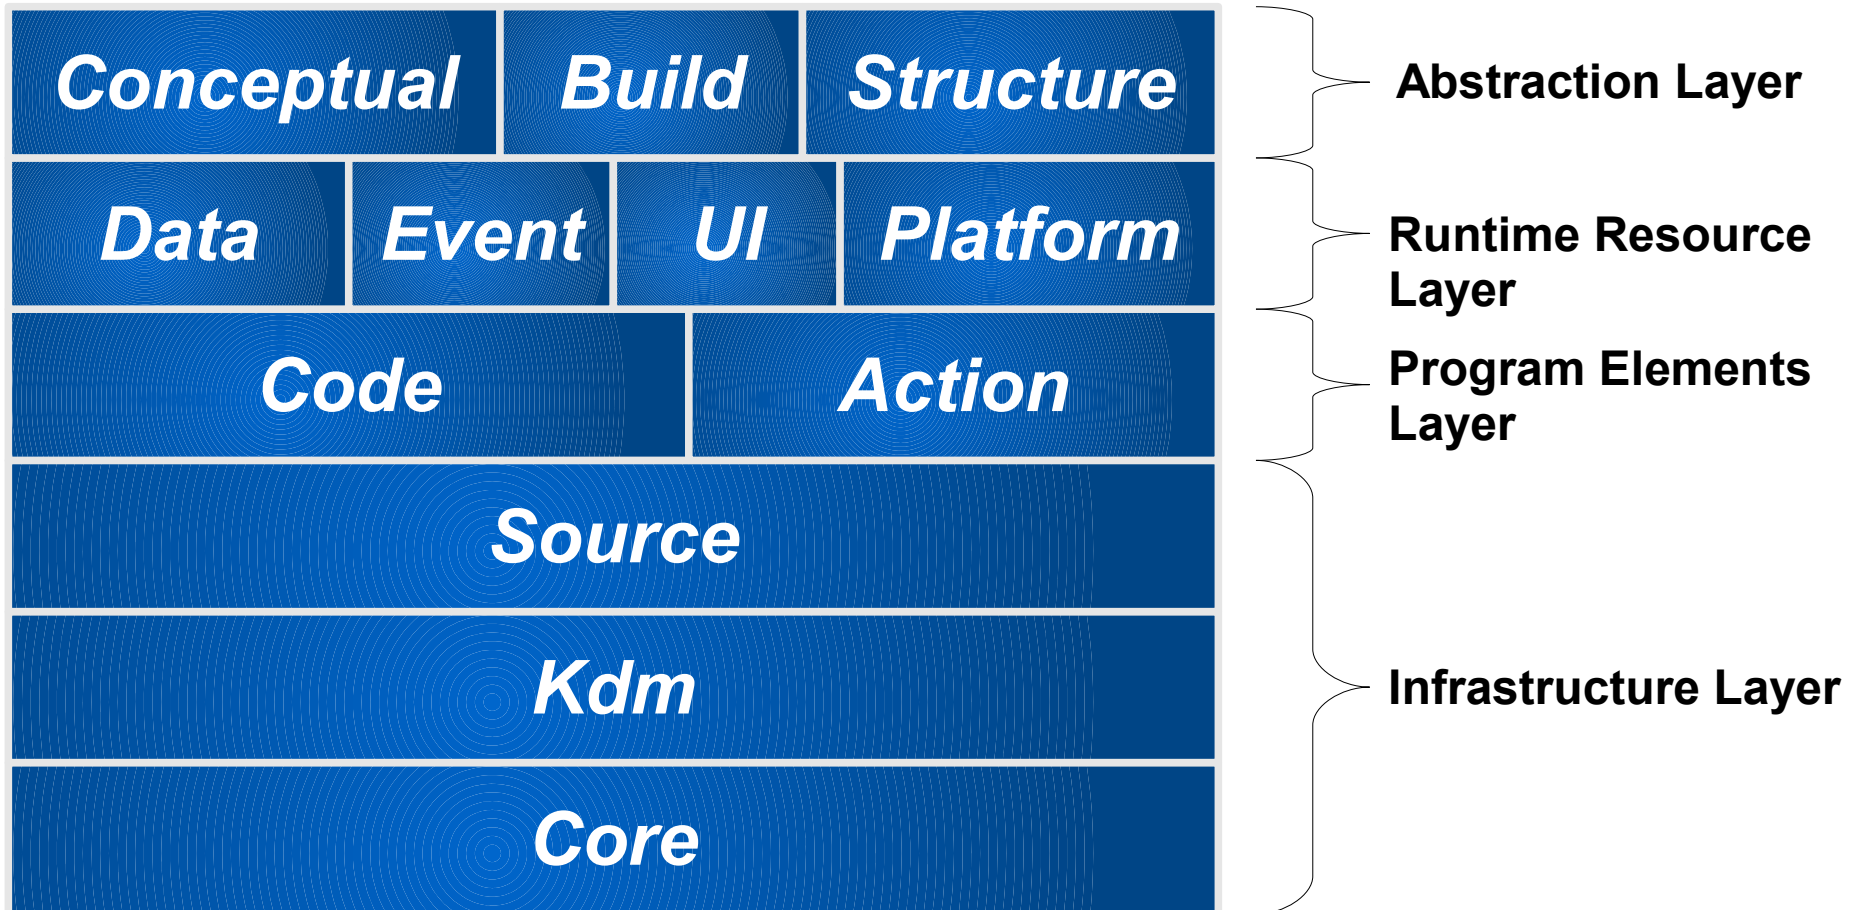 Conceptual Build Structure
Abstraction Layer
Data Event UI Platform
Runtime Resource
Layer
Code Action
Program Elements
Layer
Source
Kdm
Infrastructure Layer
Core